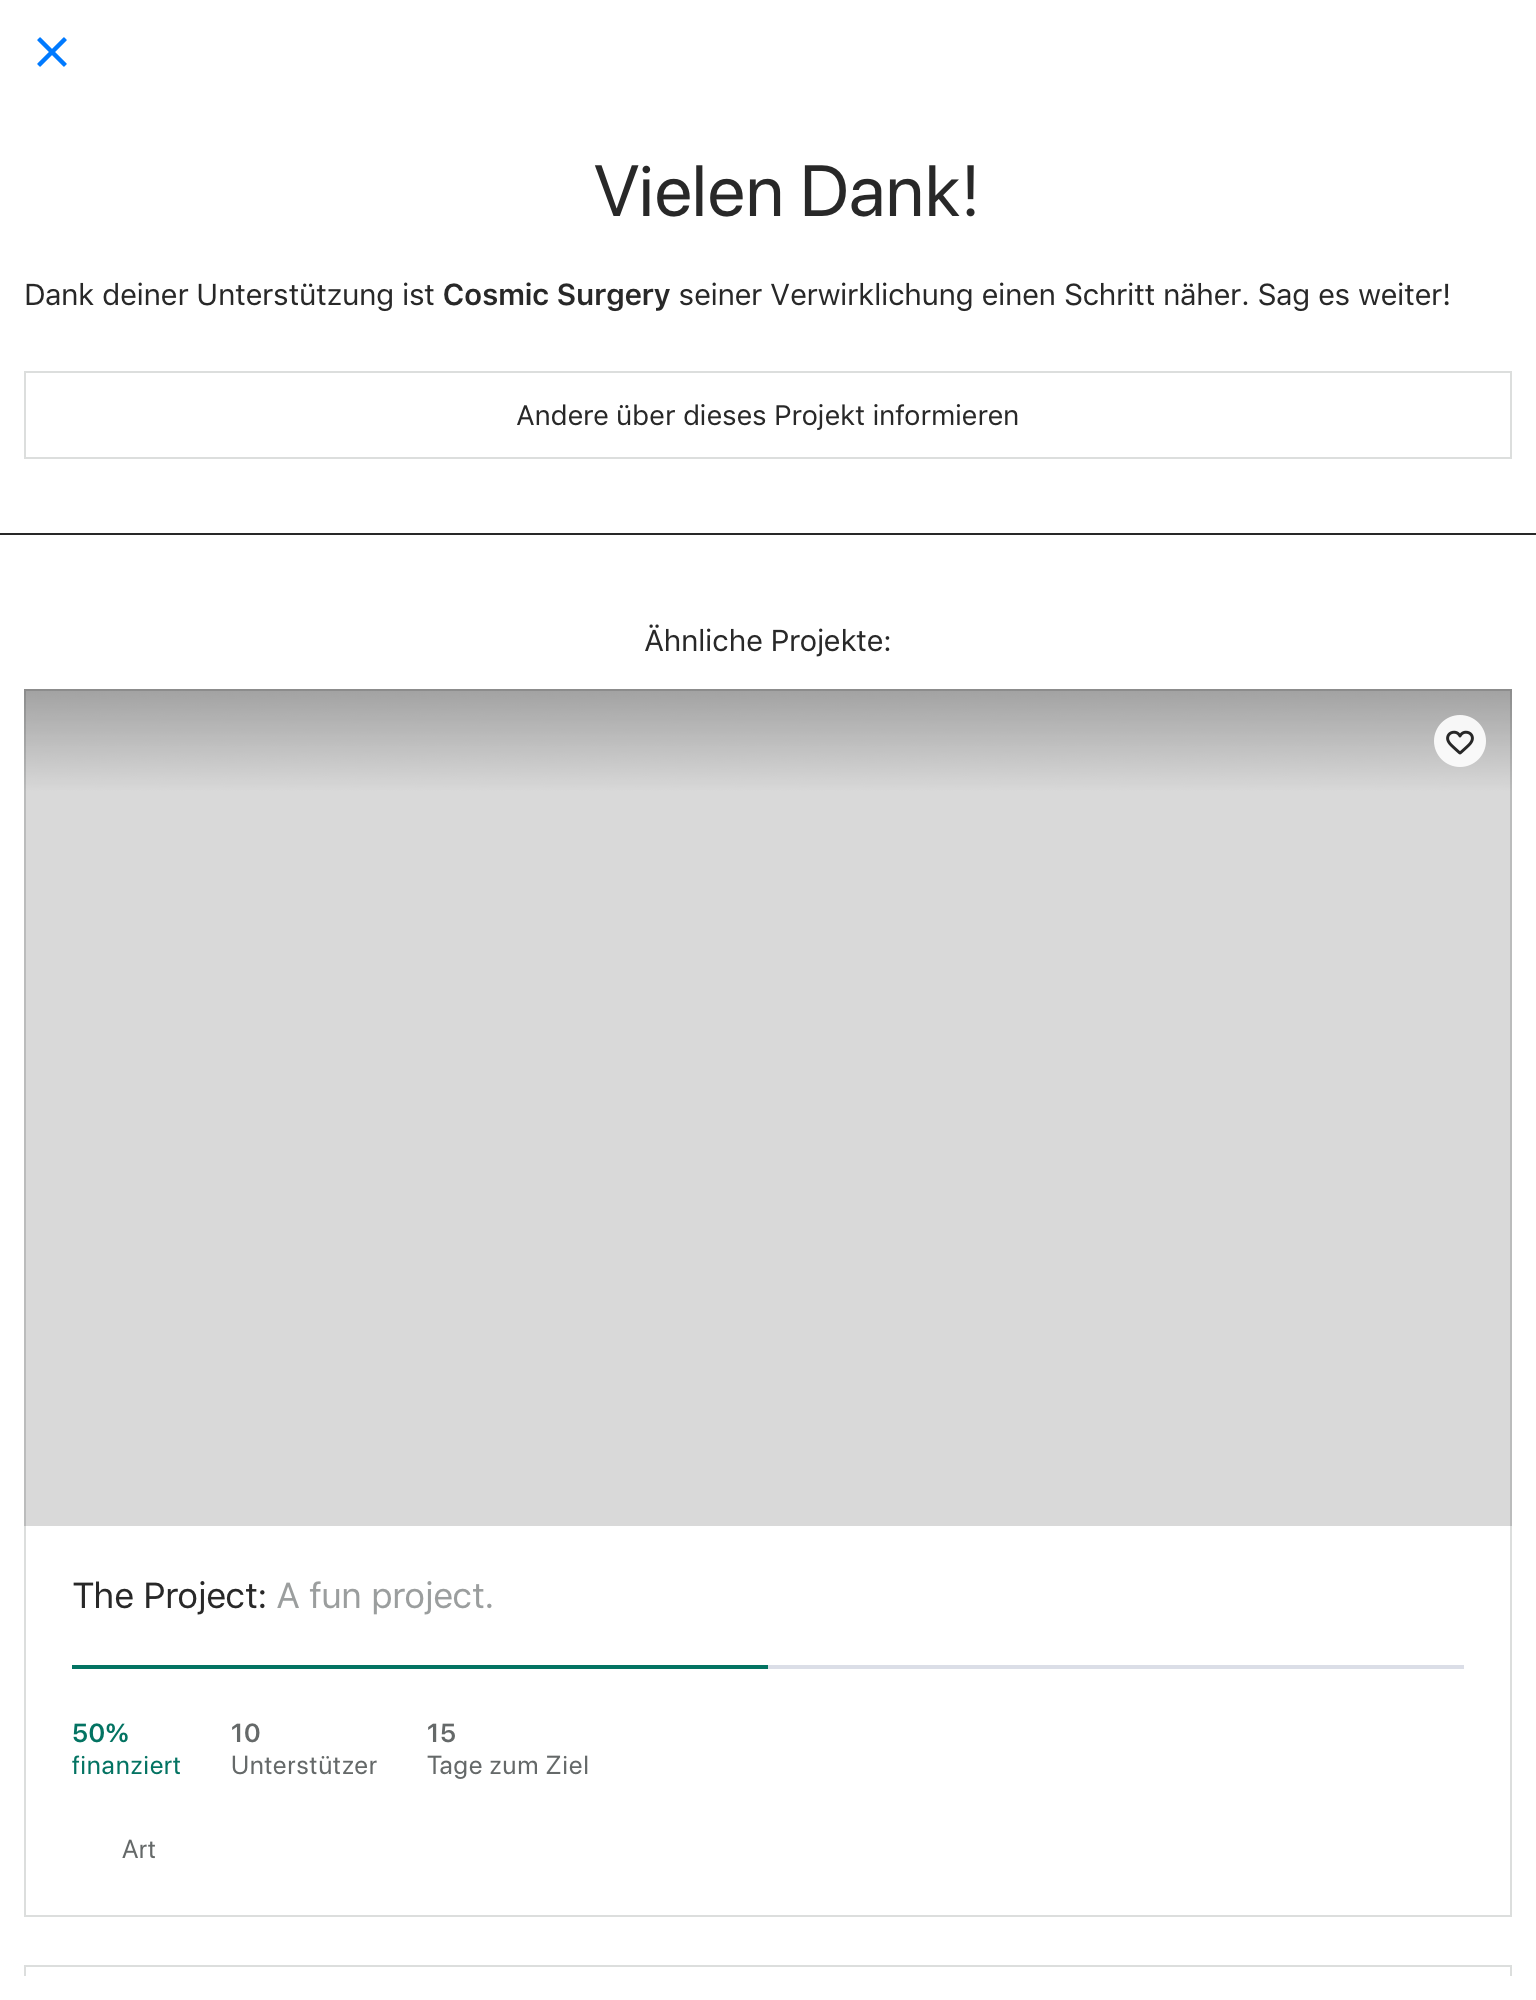 Vielen Dank!
Dank deiner Unterstützung ist Cosmic Surgery seiner Verwirklichung einen Schritt näher. Sag es weiter!
Andere über dieses Projekt informieren
Ähnliche Projekte:
The Project: A fun project.
50%
finanziert
10
Unterstützer
15
Tage zum Ziel
Art